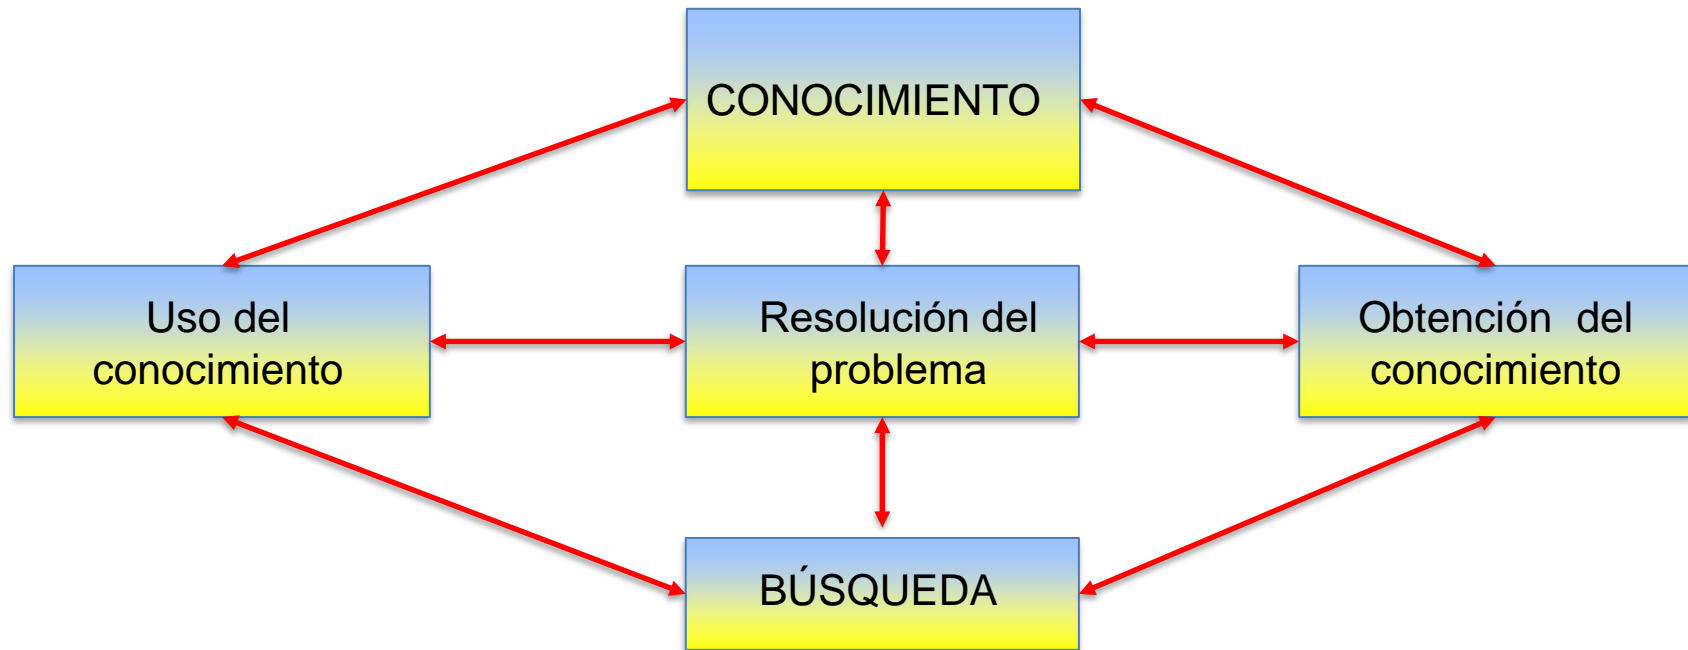 CONOCIMIENTO
Uso del
conocimiento
Resolución del
problema
Obtención  del
conocimiento
BÚSQUEDA